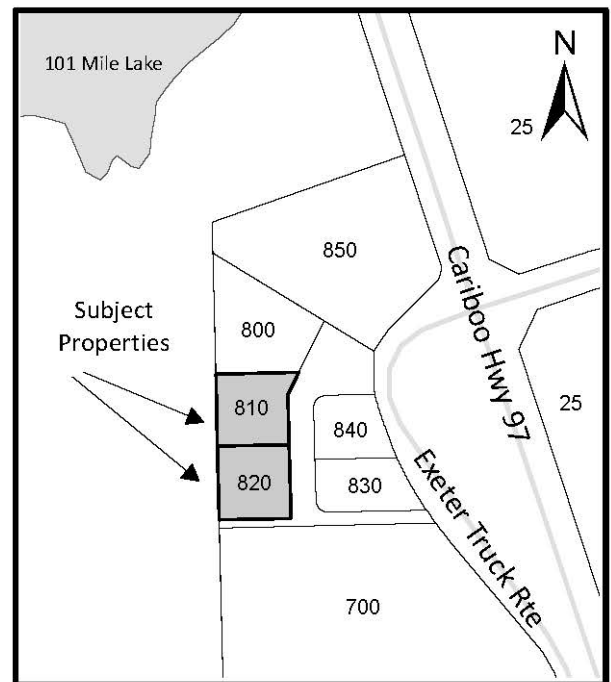 101 Mile Lake
N
25
850
Cariboo Hwy 97
800
Subject
Properties
810
25
840
820
830
Exeter Truck Rte
700